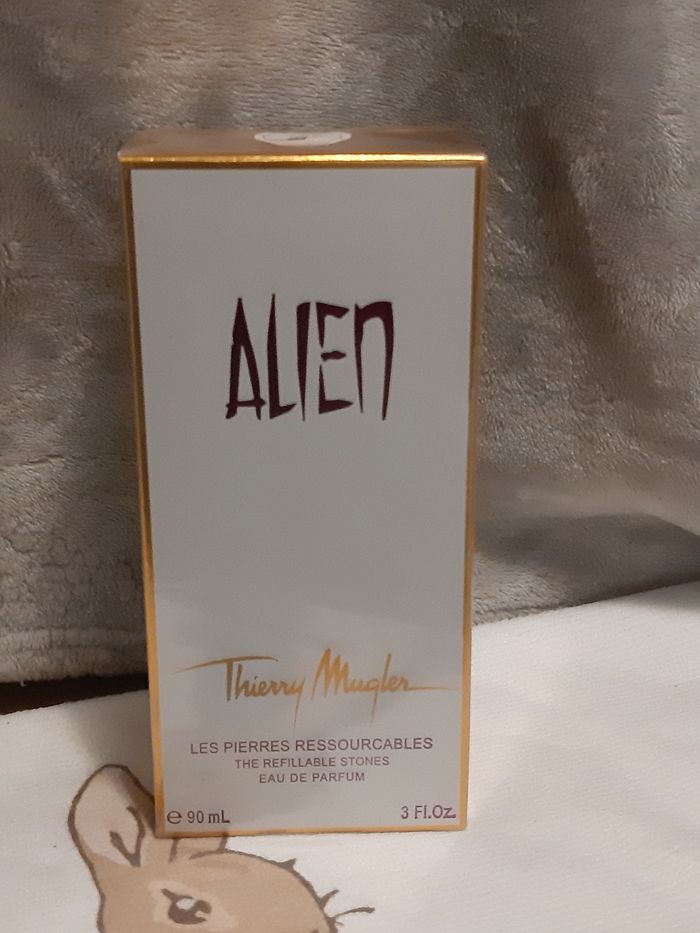 ALIEN
Thierry Mugler
LES PIERRES RESSOURCABLES
THE REFILLABLE STONES
EAU DE PARFUM
℮ 90 mL
3 Fl.Oz.